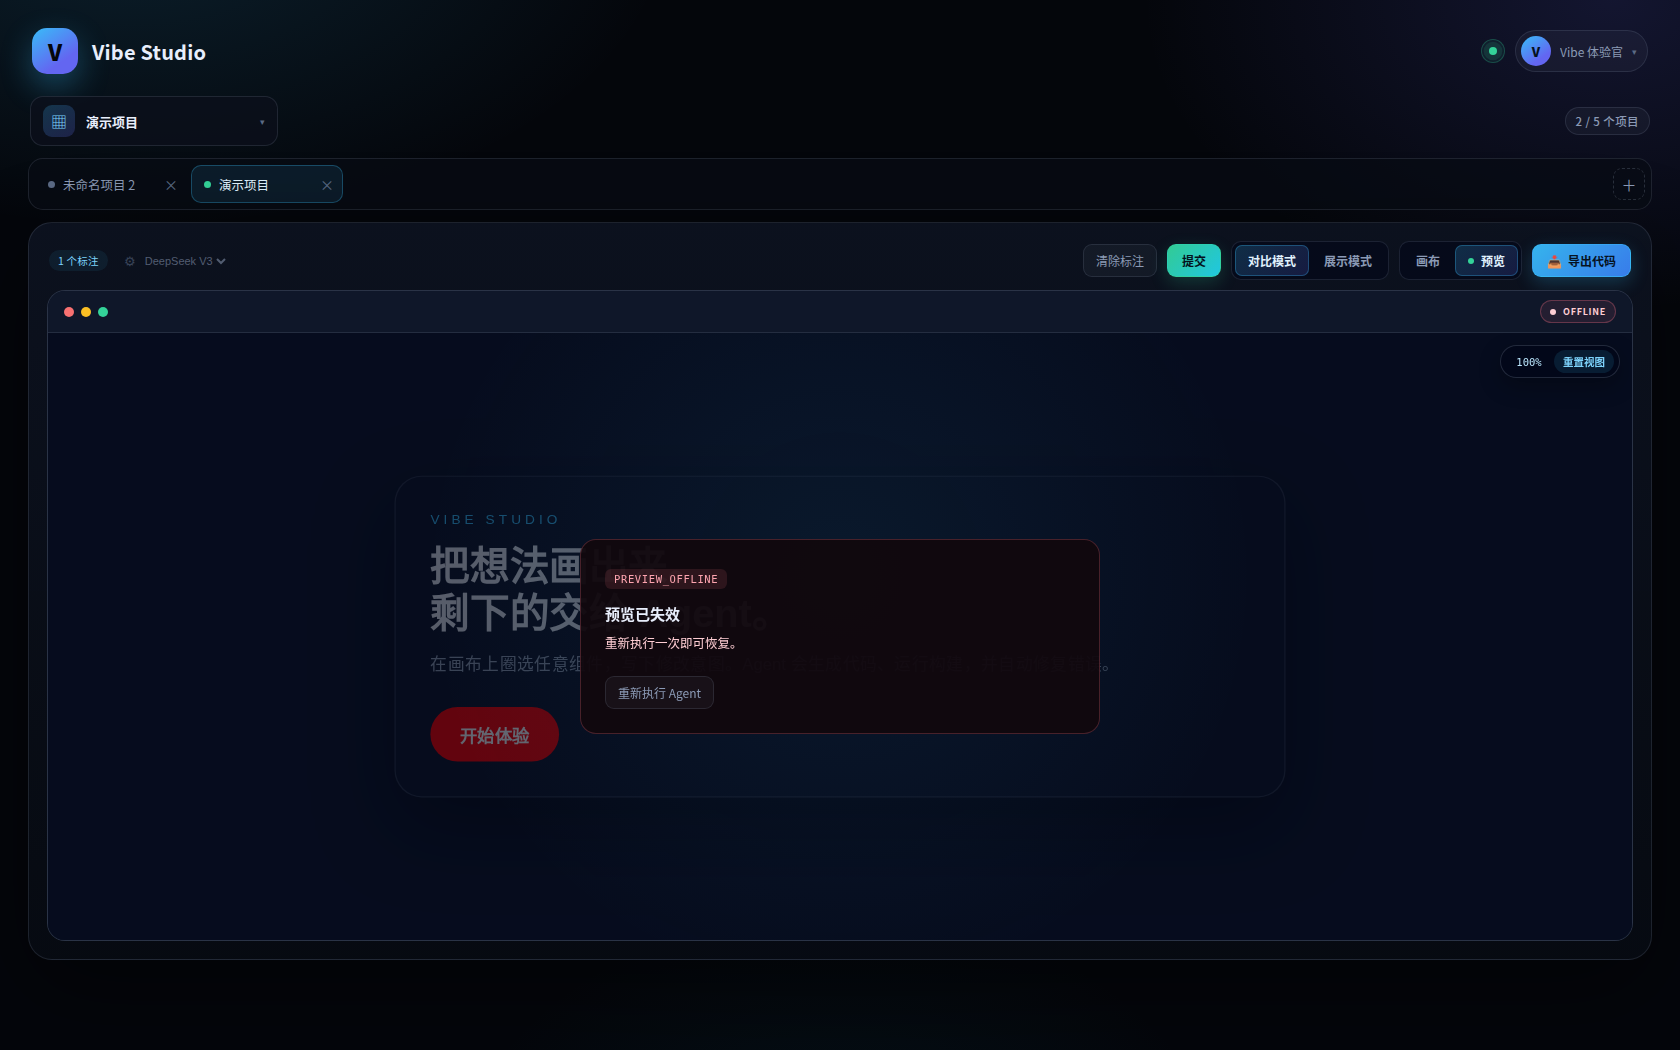 V
Vibe Studio
V
Vibe 体验官
演示项目
2 / 5 个项目
未命名项目 2
演示项目
1 个标注
DeepSeek V3
清除标注
提交
对比模式
展示模式
画布
预览
导出代码
OFFLINE
100%
重置视图
VIBE STUDIO
把想法画出来
剩下的交给 Agent。
在画布上圈选任意组
PREVIEW_OFFLINE
预览已失效
重新执行一次即可恢复。
重新执行 Agent
开始体验